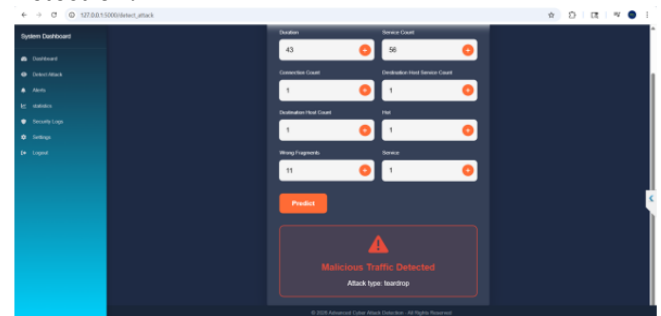 127.0.0.1:5000/detect_attack
System Dashboard
Dashboard
Detect Attack
Alerts
statistics
Security Logs
Settings
Logout
Duration Service Count
43 56
Connection Count Destination Host Service Count
1 1
Destination Host Count Hot
1 1
Wrong Fragments Service
11 1
Predict
Malicious Traffic Detected
Attack type: teardrop
© 2025 Advanced Cyber Attack Detection - All Rights Reserved